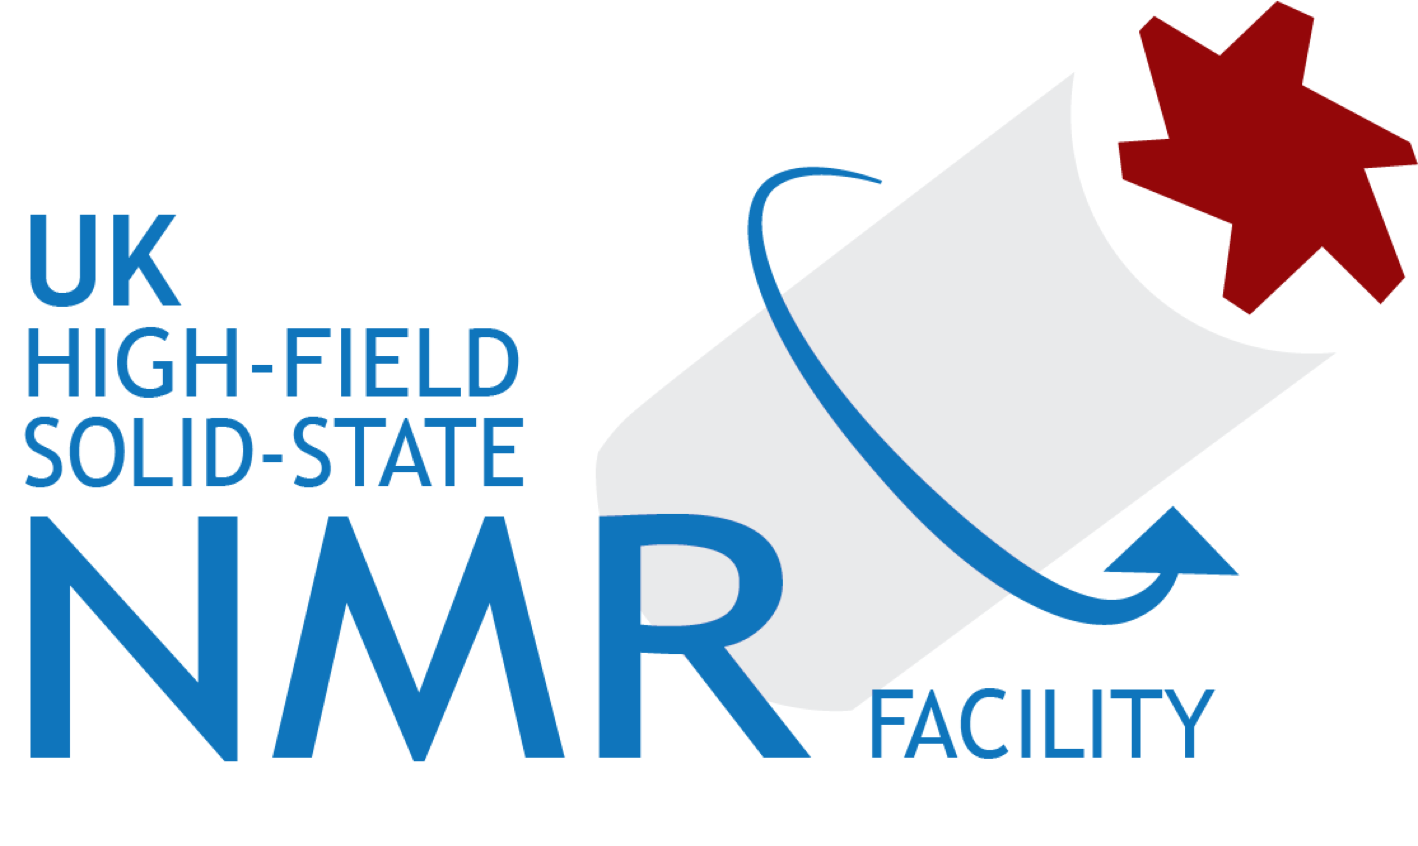 UK
HIGH-FIELD
SOLID-STATE
NMR
FACILITY